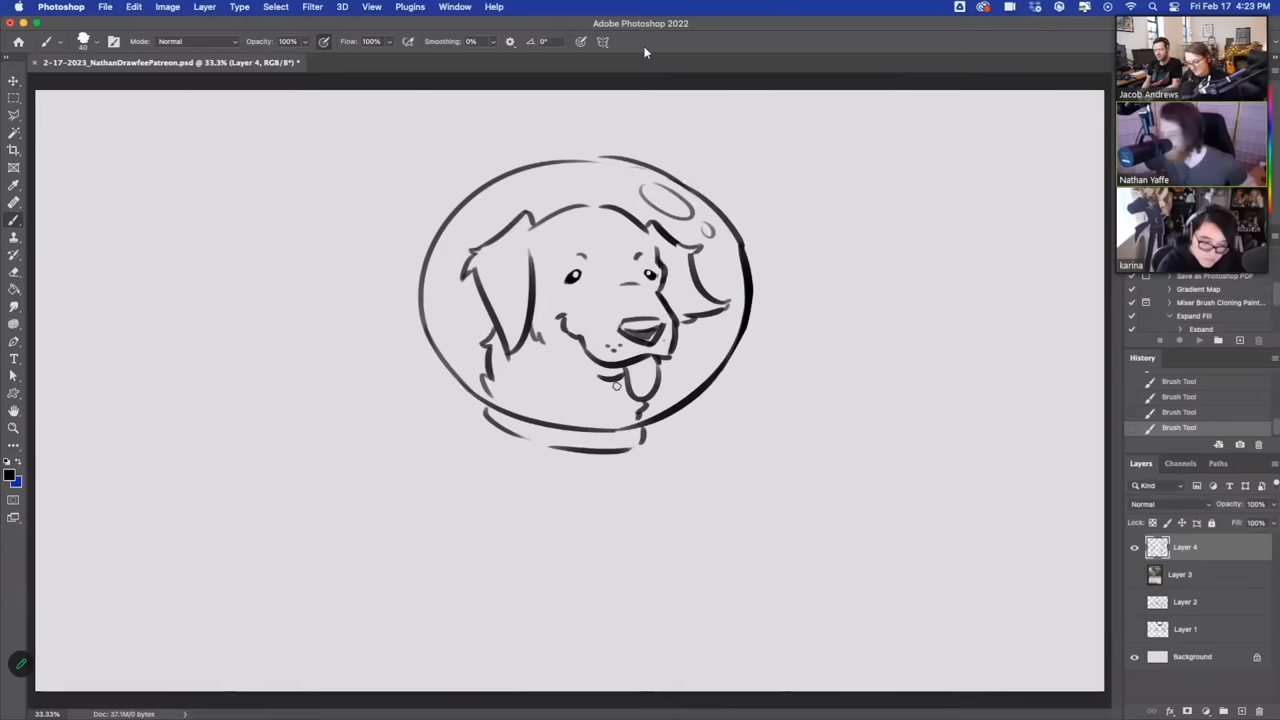 Photoshop File Edit Image Layer Type Select Filter 3D View Plugins Window Help Fri Feb 17 4:23 PM
Adobe Photoshop 2022
40 Mode: Normal Opacity: 100% Flow: 100% Smoothing: 0% 0°
2-17-2023_NathanDrawfeePatreon.psd @ 33.3% (Layer 4, RGB/8*) *
Jacob Andrews
Nathan Yaffe
karina
Save as Photoshop PDF
Gradient Map
Mixer Brush Cloning Paint...
Expand Fill
Expand
History
Brush Tool
Brush Tool
Brush Tool
Brush Tool
Layers Channels Paths
Kind
Normal Opacity: 100%
Lock: Fill: 100%
Layer 4
Layer 3
Layer 2
Layer 1
Background
33.33% Doc: 37.1M/0 bytes